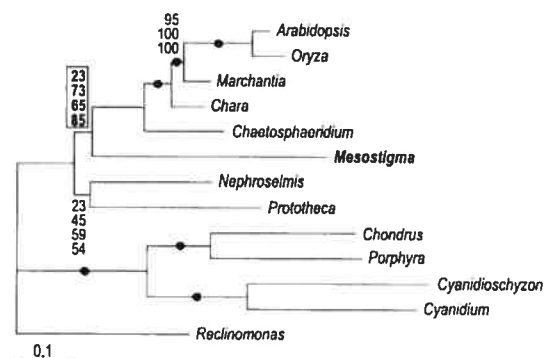 95
100
100
Arabidopsis
Oryza
Marchantia
Chara
Chaetosphaeridium
23
73
65
85
Mesostigma
Nephroselmis
Prototheca
23
45
59
54
Chondrus
Porphyra
Cyanidioschyzon
Cyanidium
Reclinomonas
0,1